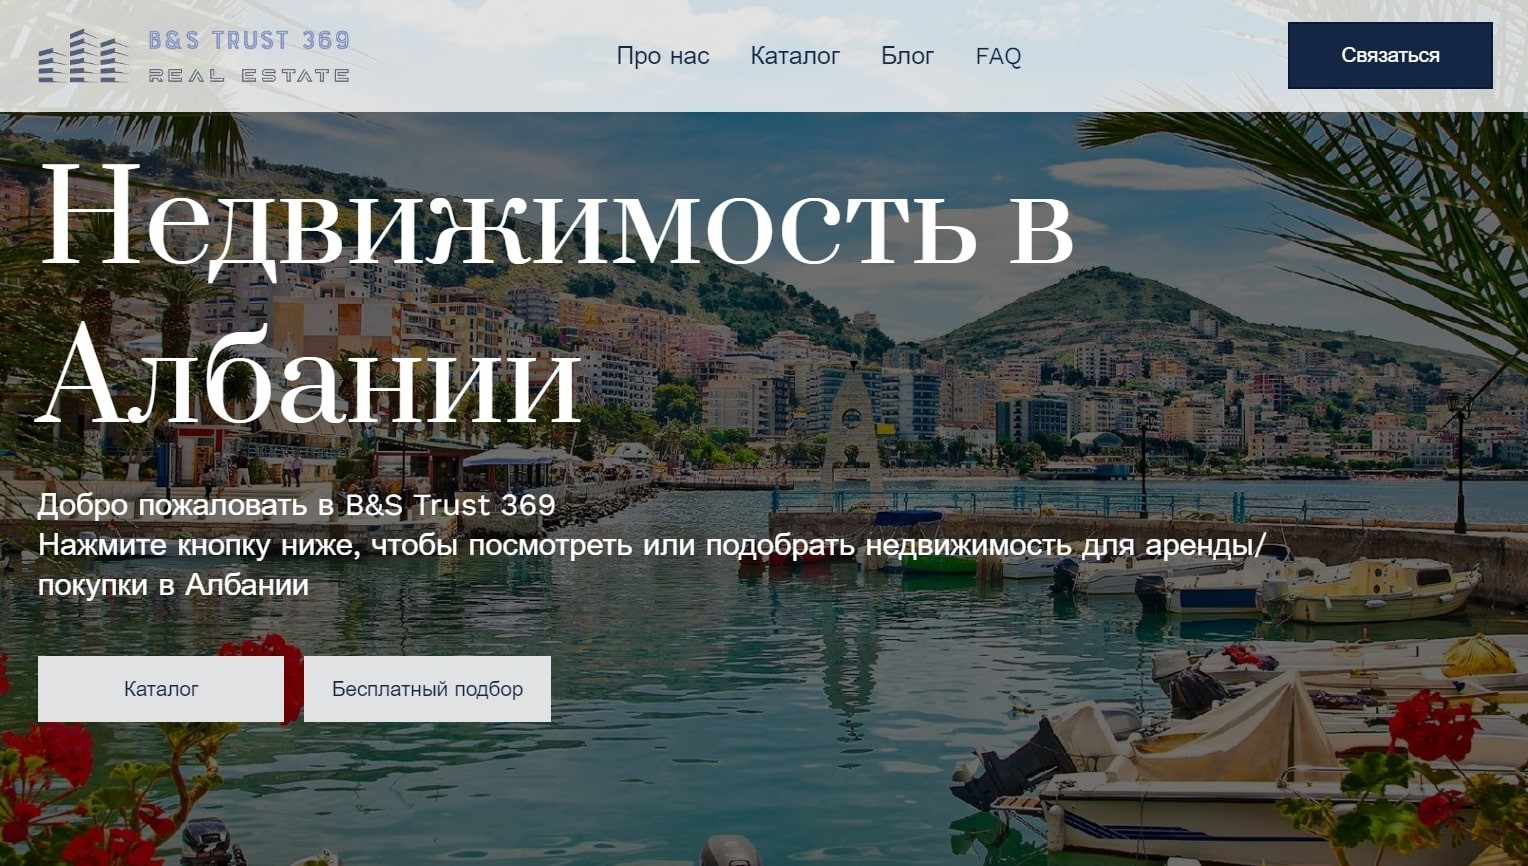 B&S TRUST 369
REAL ESTATE
Про нас Каталог Блог FAQ
Связаться
Недвижимость в
Албании
Добро пожаловать в B&S Trust 369
Нажмите кнопку ниже, чтобы посмотреть или подобрать недвижимость для аренды/
покупки в Албании
Каталог
Бесплатный подбор